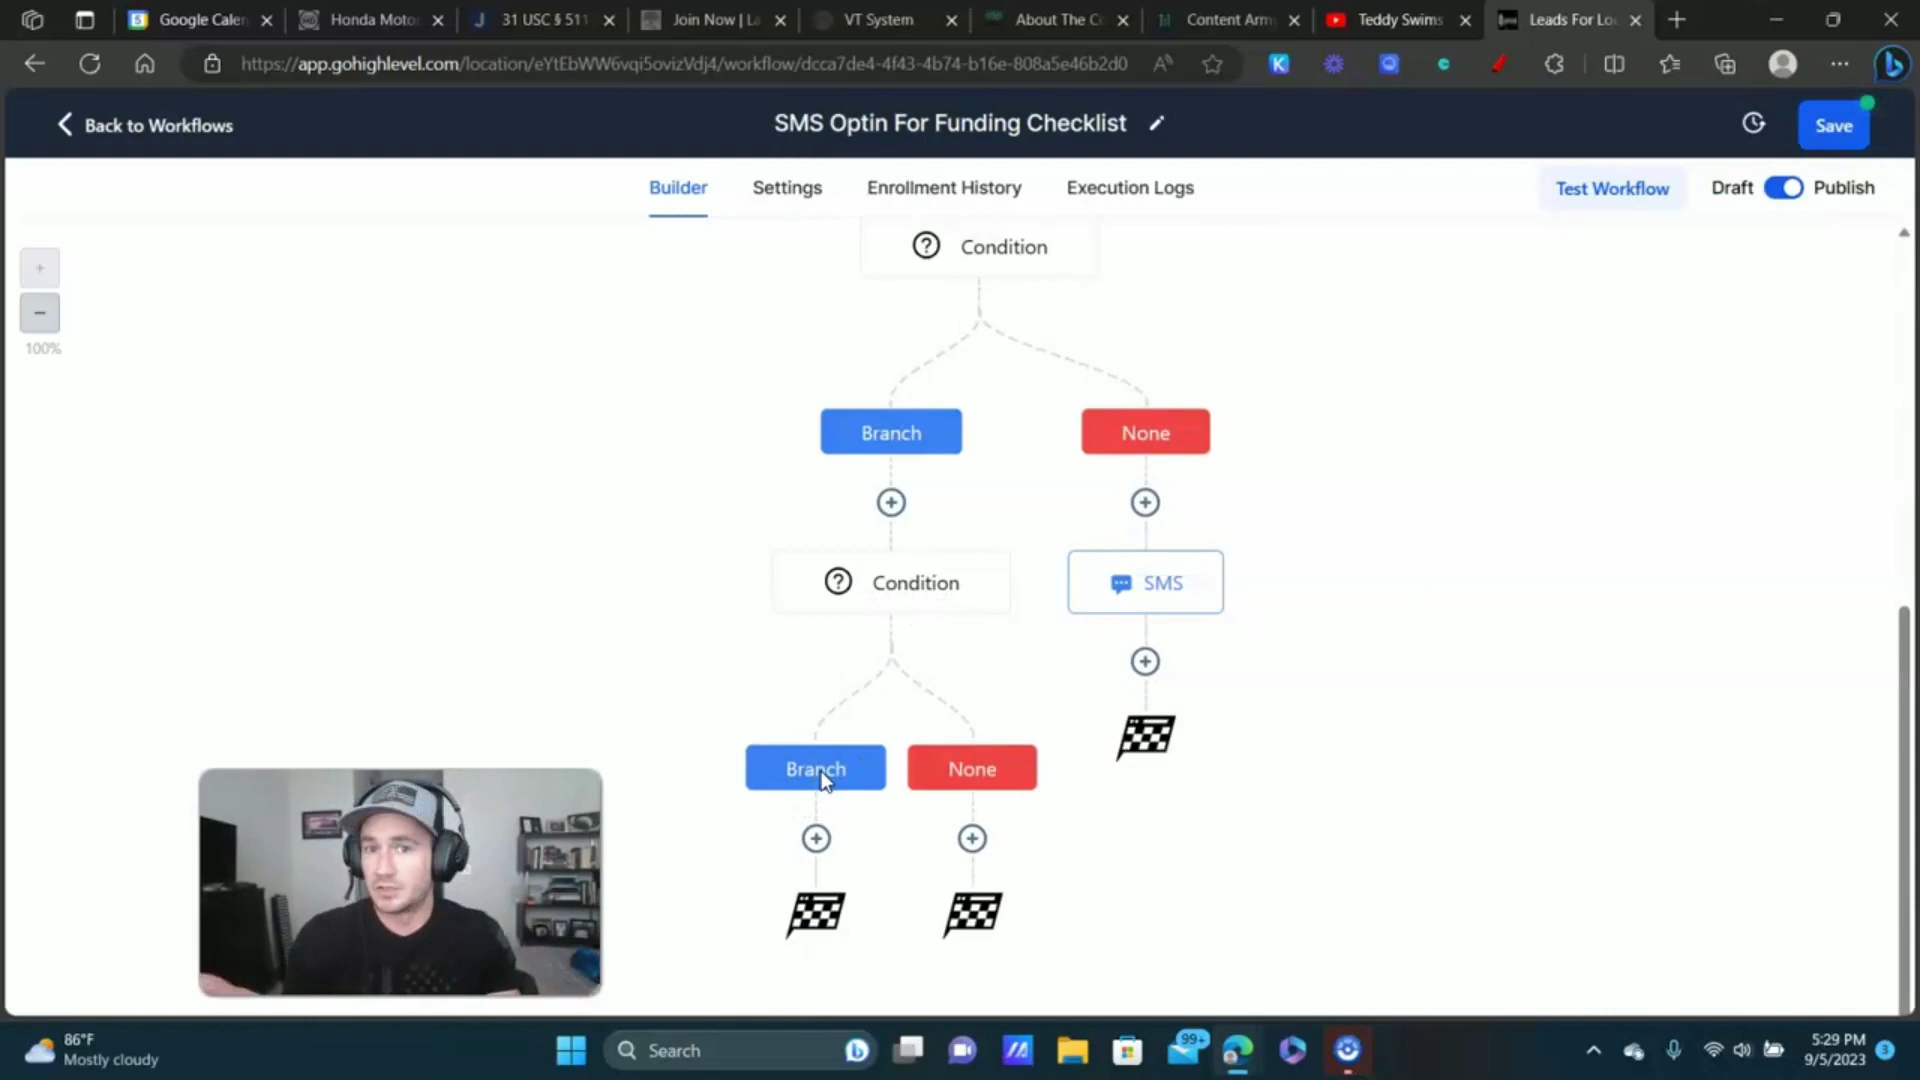 Google Calen
Honda Moto
31 USC § 511
Join Now | La
VT System
About The C
Content Arm
Teddy Swims
Leads For Lo
https://app.gohighlevel.com/location/eYtEbWW6vqi5ovizVdj4/workflow/dcca7de4-4f43-4b74-b16e-808a5e46b2d0
Back to Workflows
SMS Optin For Funding Checklist
Save
Builder
Settings
Enrollment History
Execution Logs
Test Workflow
Draft
Publish
Condition
100%
Branch
None
Condition
SMS
Branch
None
86°F
Mostly cloudy
Search
99+
5:29 PM
9/5/2023
3